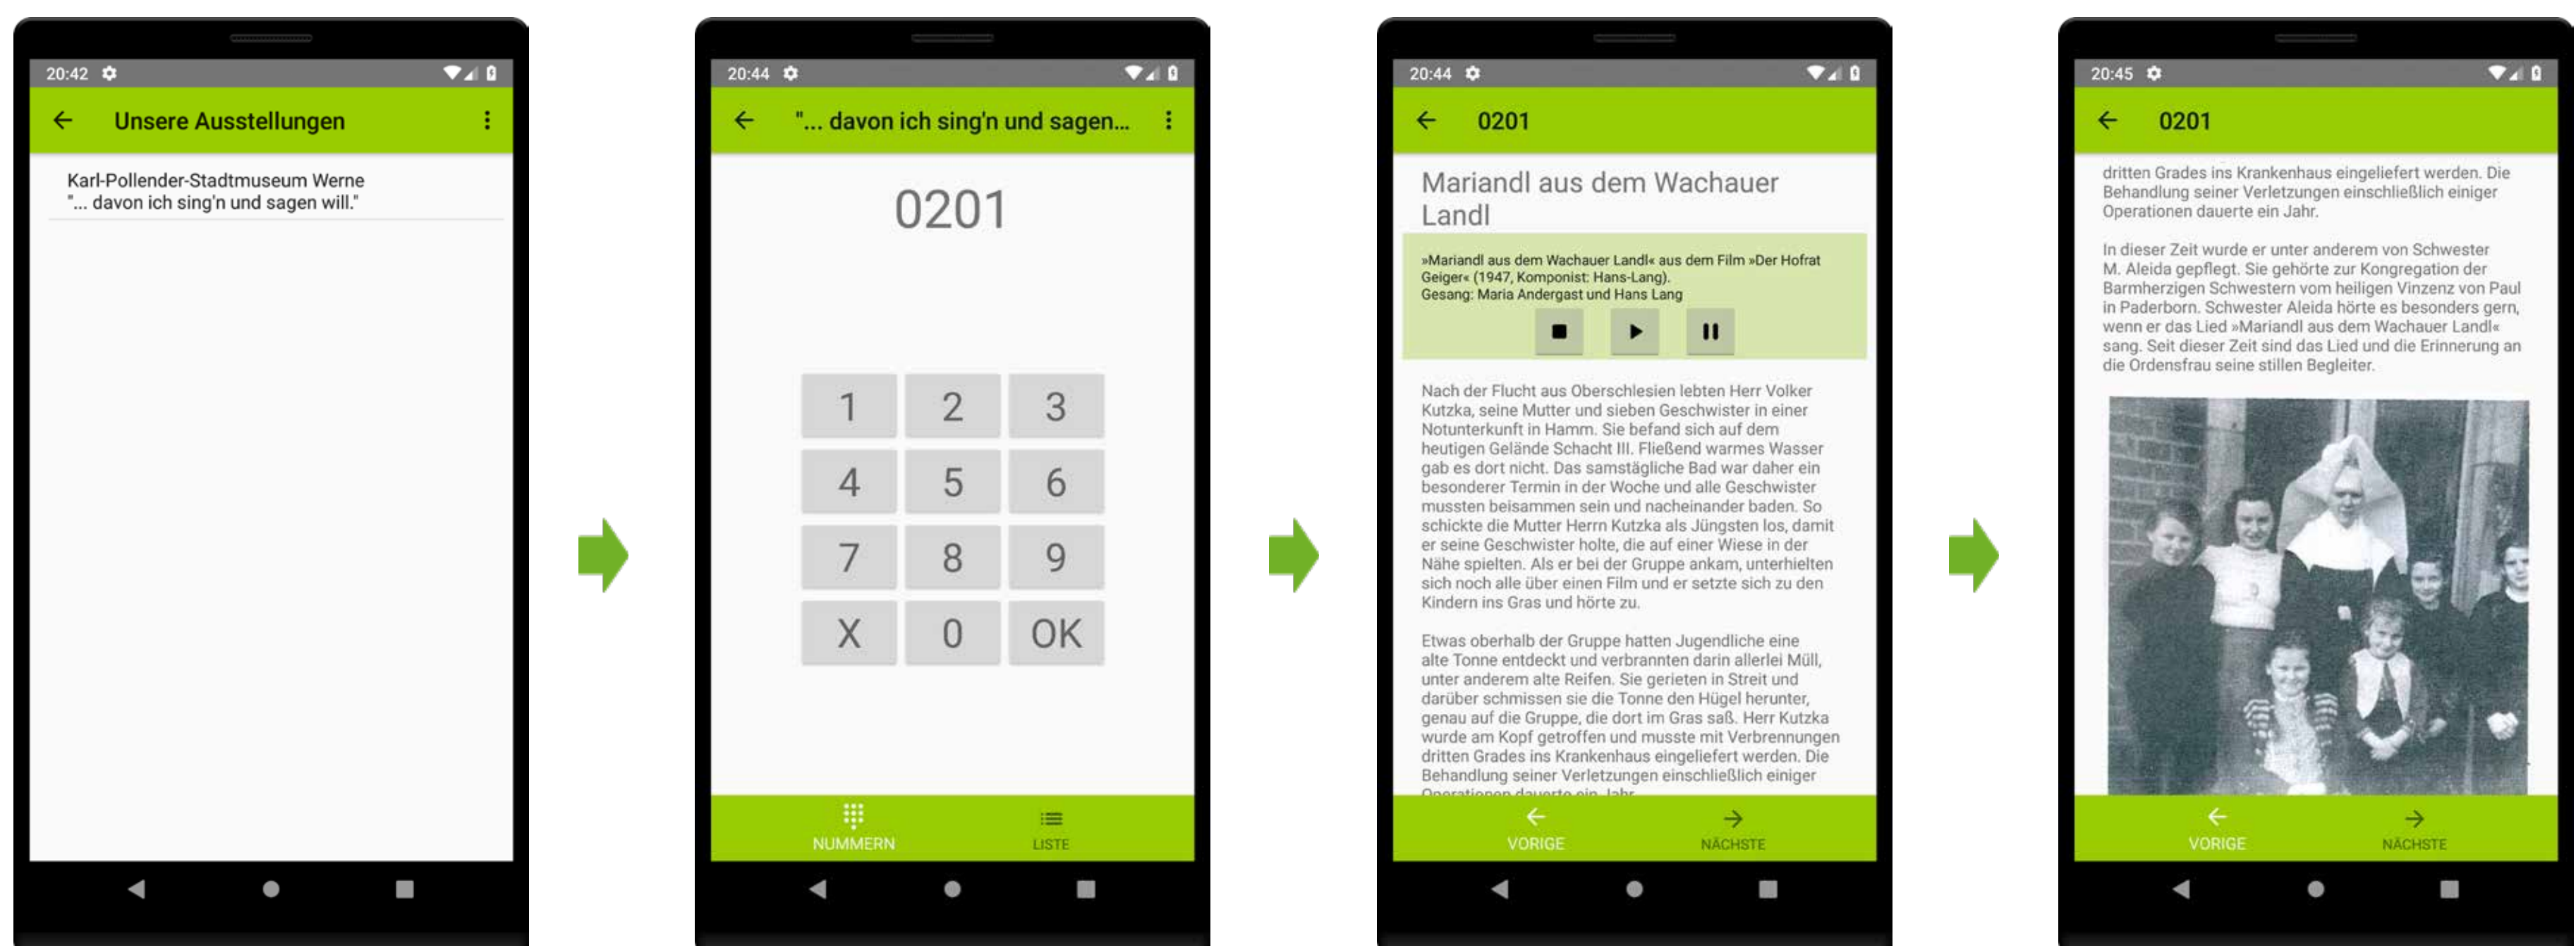 20:42
Unsere Ausstellungen
Karl-Pollender-Stadtmuseum Werne
"... davon ich sing'n und sagen will."
20:44
"... davon ich sing'n und sagen...
0201
1 2 3
4 5 6
7 8 9
X 0 OK
NUMMERN LISTE
20:44
0201
Mariandl aus dem Wachauer
Landl
»Mariandl aus dem Wachauer Landl« aus dem Film »Der Hofrat
Geiger« (1947, Komponist: Hans-Lang).
Gesang: Maria Andergast und Hans Lang
Nach der Flucht aus Oberschlesien lebten Herr Volker
Kutzka, seine Mutter und sieben Geschwister in einer
Notunterkunft in Hamm. Sie befand sich auf dem
heutigen Gelände Schacht III. Fließend warmes Wasser
gab es dort nicht. Das samstägliche Bad war daher ein
besonderer Termin in der Woche und alle Geschwister
mussten beisammen sein und nacheinander baden. So
schickte die Mutter Herrn Kutzka als Jüngsten los, damit
er seine Geschwister holte, die auf einer Wiese in der
Nähe spielten. Als er bei der Gruppe ankam, unterhielten
sich noch alle über einen Film und er setzte sich zu den
Kindern ins Gras und hörte zu.
Etwas oberhalb der Gruppe hatten Jugendliche eine
alte Tonne entdeckt und verbrannten darin allerlei Müll,
unter anderem alte Reifen. Sie gerieten in Streit und
darüber schmissen sie die Tonne den Hügel herunter,
genau auf die Gruppe, die dort im Gras saß. Herr Kutzka
wurde am Kopf getroffen und musste mit Verbrennungen
dritten Grades ins Krankenhaus eingeliefert werden. Die
Behandlung seiner Verletzungen einschließlich einiger
Operationen dauerte ein Jahr.
VORIGE NÄCHSTE
20:45
0201
dritten Grades ins Krankenhaus eingeliefert werden. Die
Behandlung seiner Verletzungen einschließlich einiger
Operationen dauerte ein Jahr.
In dieser Zeit wurde er unter anderem von Schwester
M. Aleida gepflegt. Sie gehörte zur Kongregation der
Barmherzigen Schwestern vom heiligen Vinzenz von Paul
in Paderborn. Schwester Aleida hörte es besonders gern,
wenn er das Lied »Mariandl aus dem Wachauer Landl«
sang. Seit dieser Zeit sind das Lied und die Erinnerung an
die Ordensfrau seine stillen Begleiter.
VORIGE NÄCHSTE